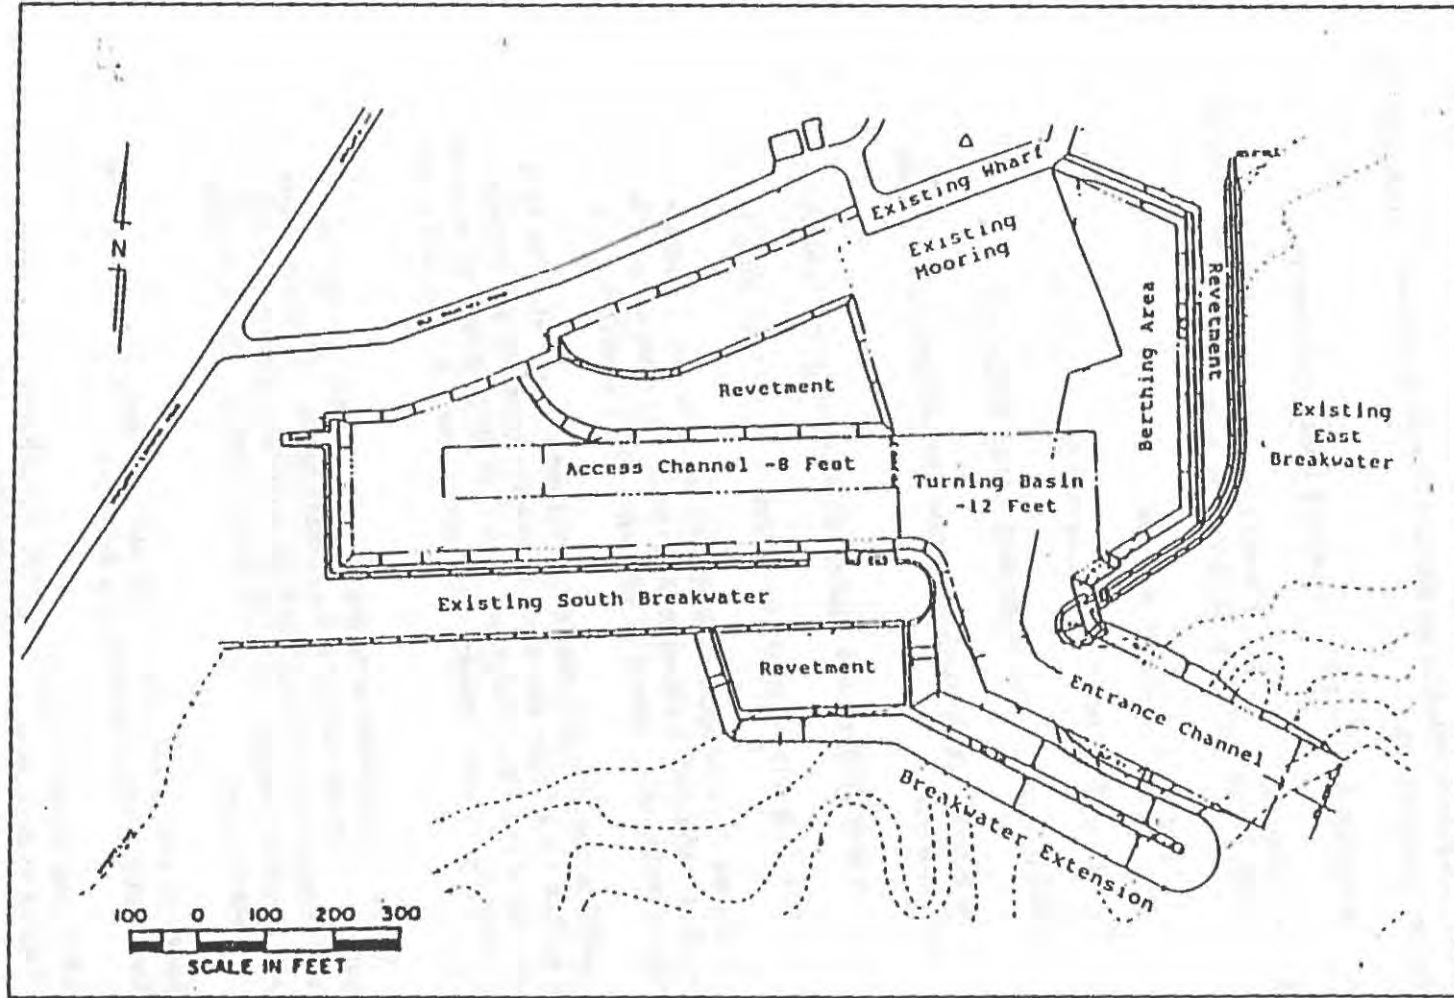 N
Existing Wharf
Existing
Mooring
Berthing Area
Revetment
Existing
East
Breakwater
Revetment
Access Channel -8 Feet
Turning Basin
-12 Feet
Existing South Breakwater
Revetment
Entrance Channel
Breakwater Extension
100 0 100 200 300
SCALE IN FEET